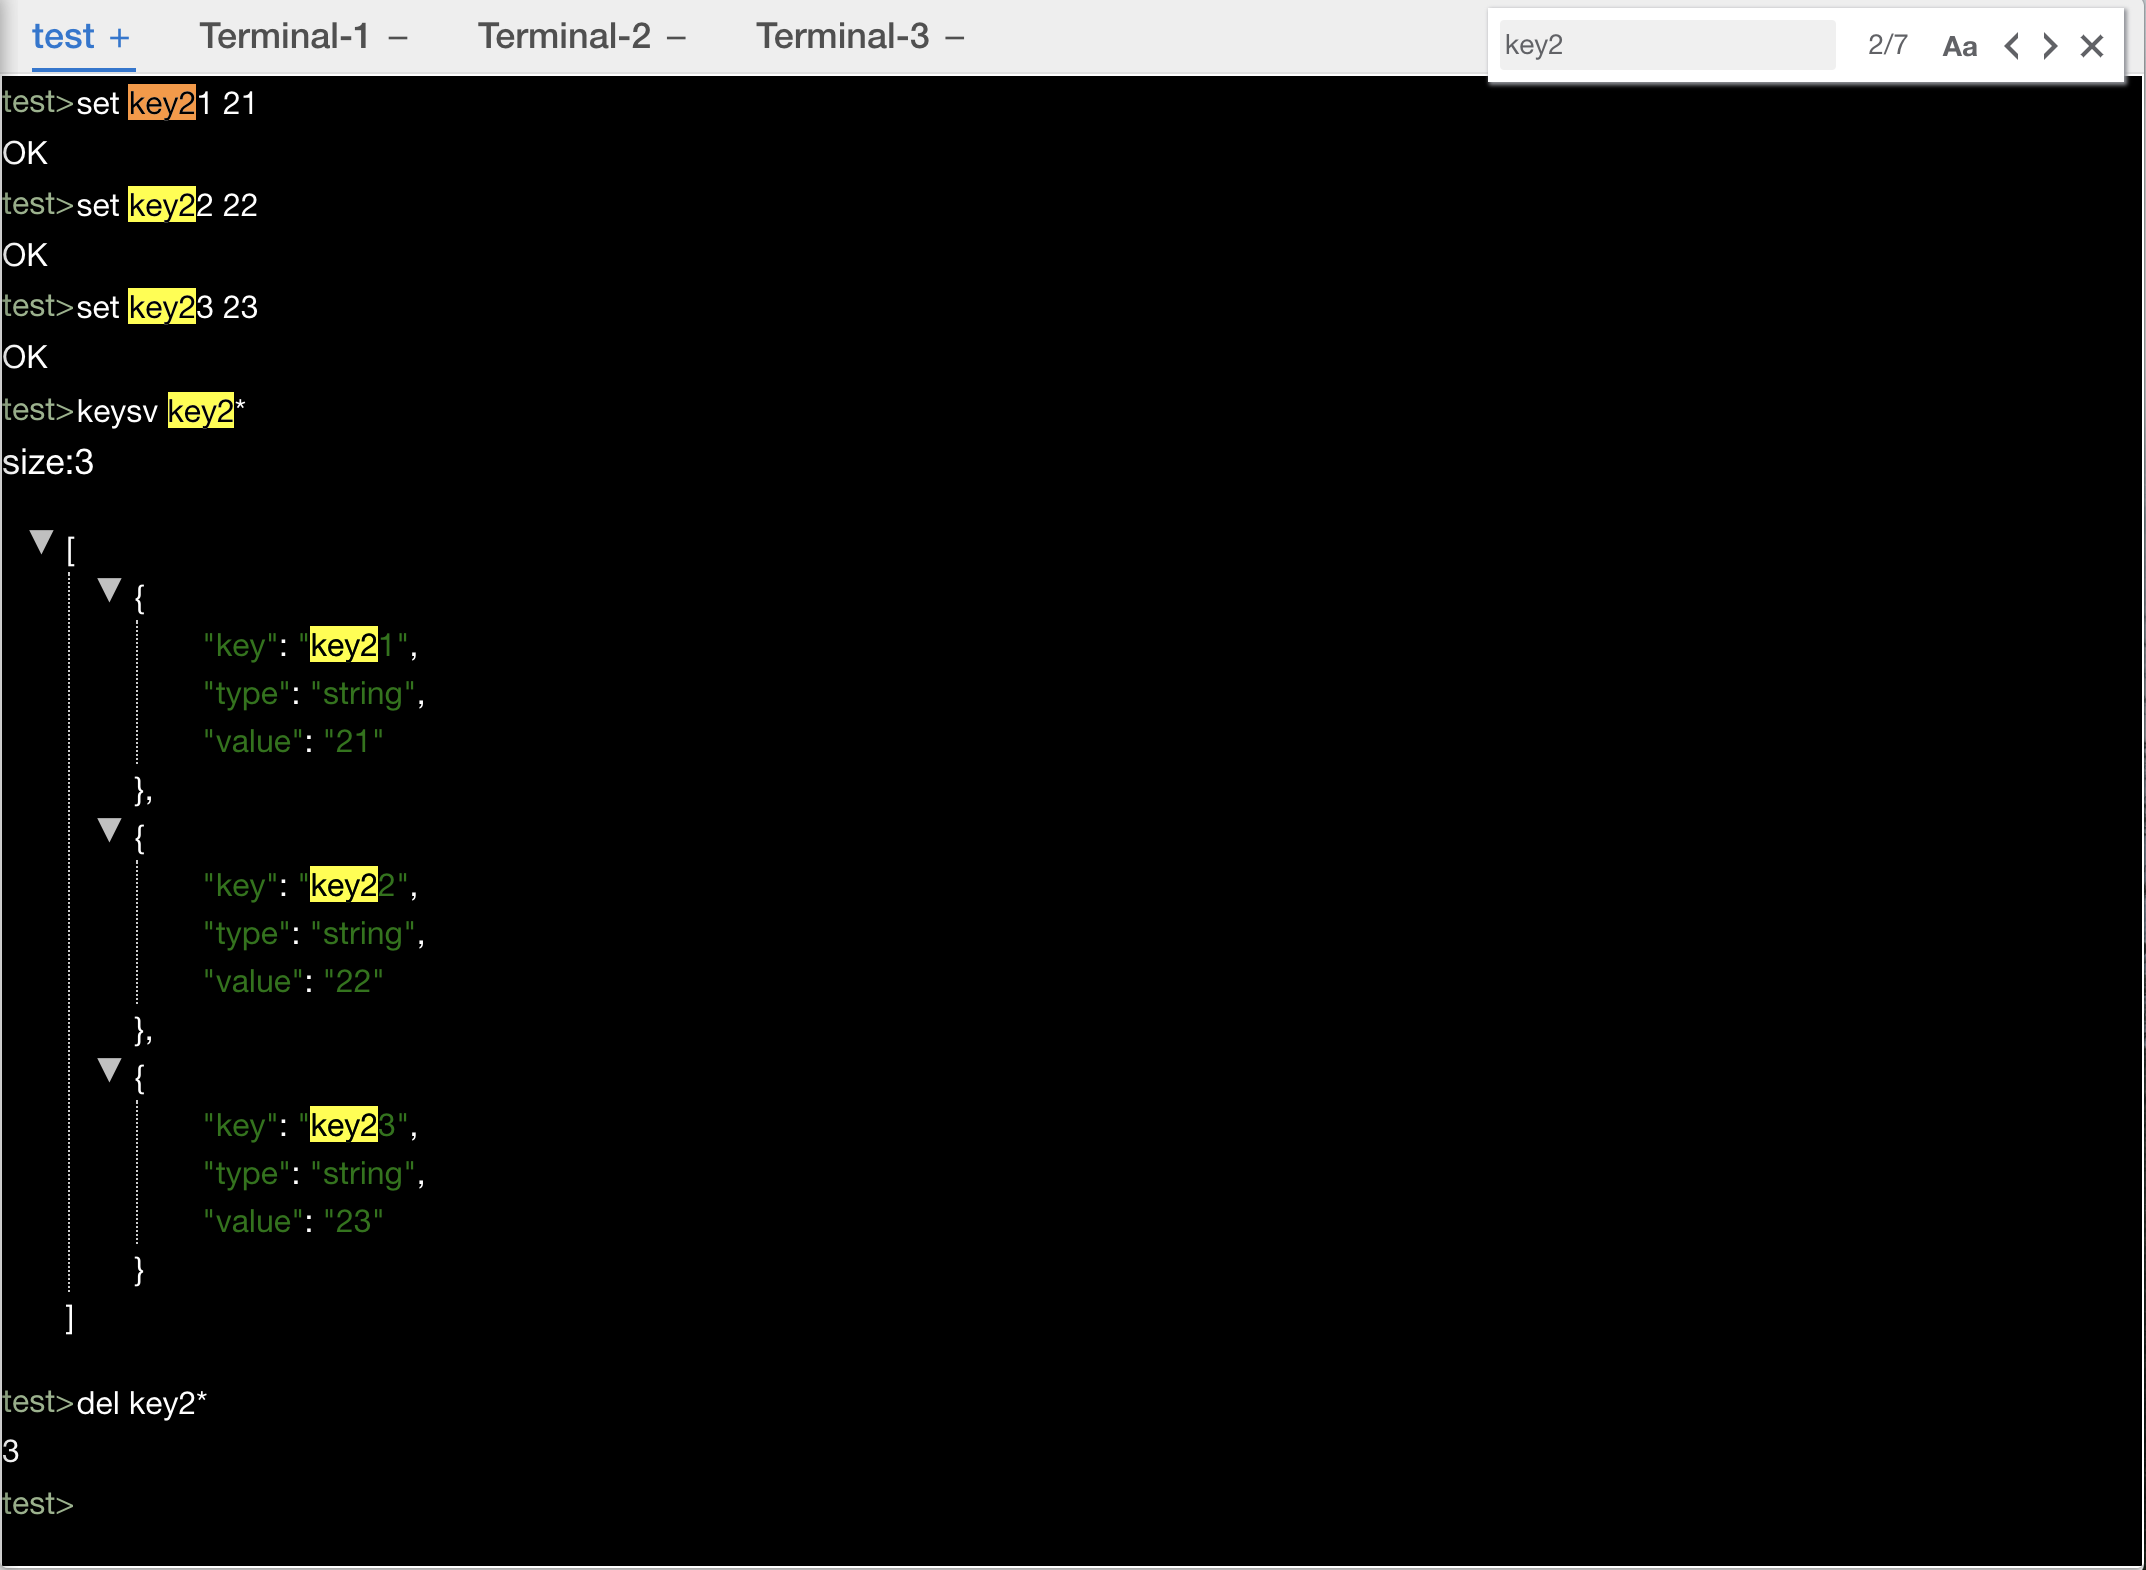 test + Terminal-1 – Terminal-2 – Terminal-3 – key2 2/7 Aa
test>set key21 21
OK
test>set key22 22
OK
test>set key23 23
OK
test>keysv key2*
size:3
[
{
"key": "key21",
"type": "string",
"value": "21"
},
{
"key": "key22",
"type": "string",
"value": "22"
},
{
"key": "key23",
"type": "string",
"value": "23"
}
]
test>del key2*
3
test>